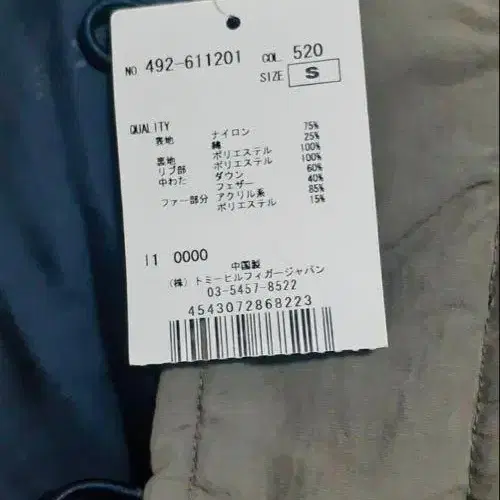 NO 492-611201 COL 520
SIZE S
QUALITY
表地 ナイロン 75%
綿 25%
裏地 ポリエステル 100%
リブ部 ポリエステル 100%
中わた ダウン 60%
フェザー 40%
ファー部分 アクリル系 85%
ポリエステル 15%
I1 0000
中国製
(株) トミーヒルフィガージャパン
03-5457-8522
4543072868223